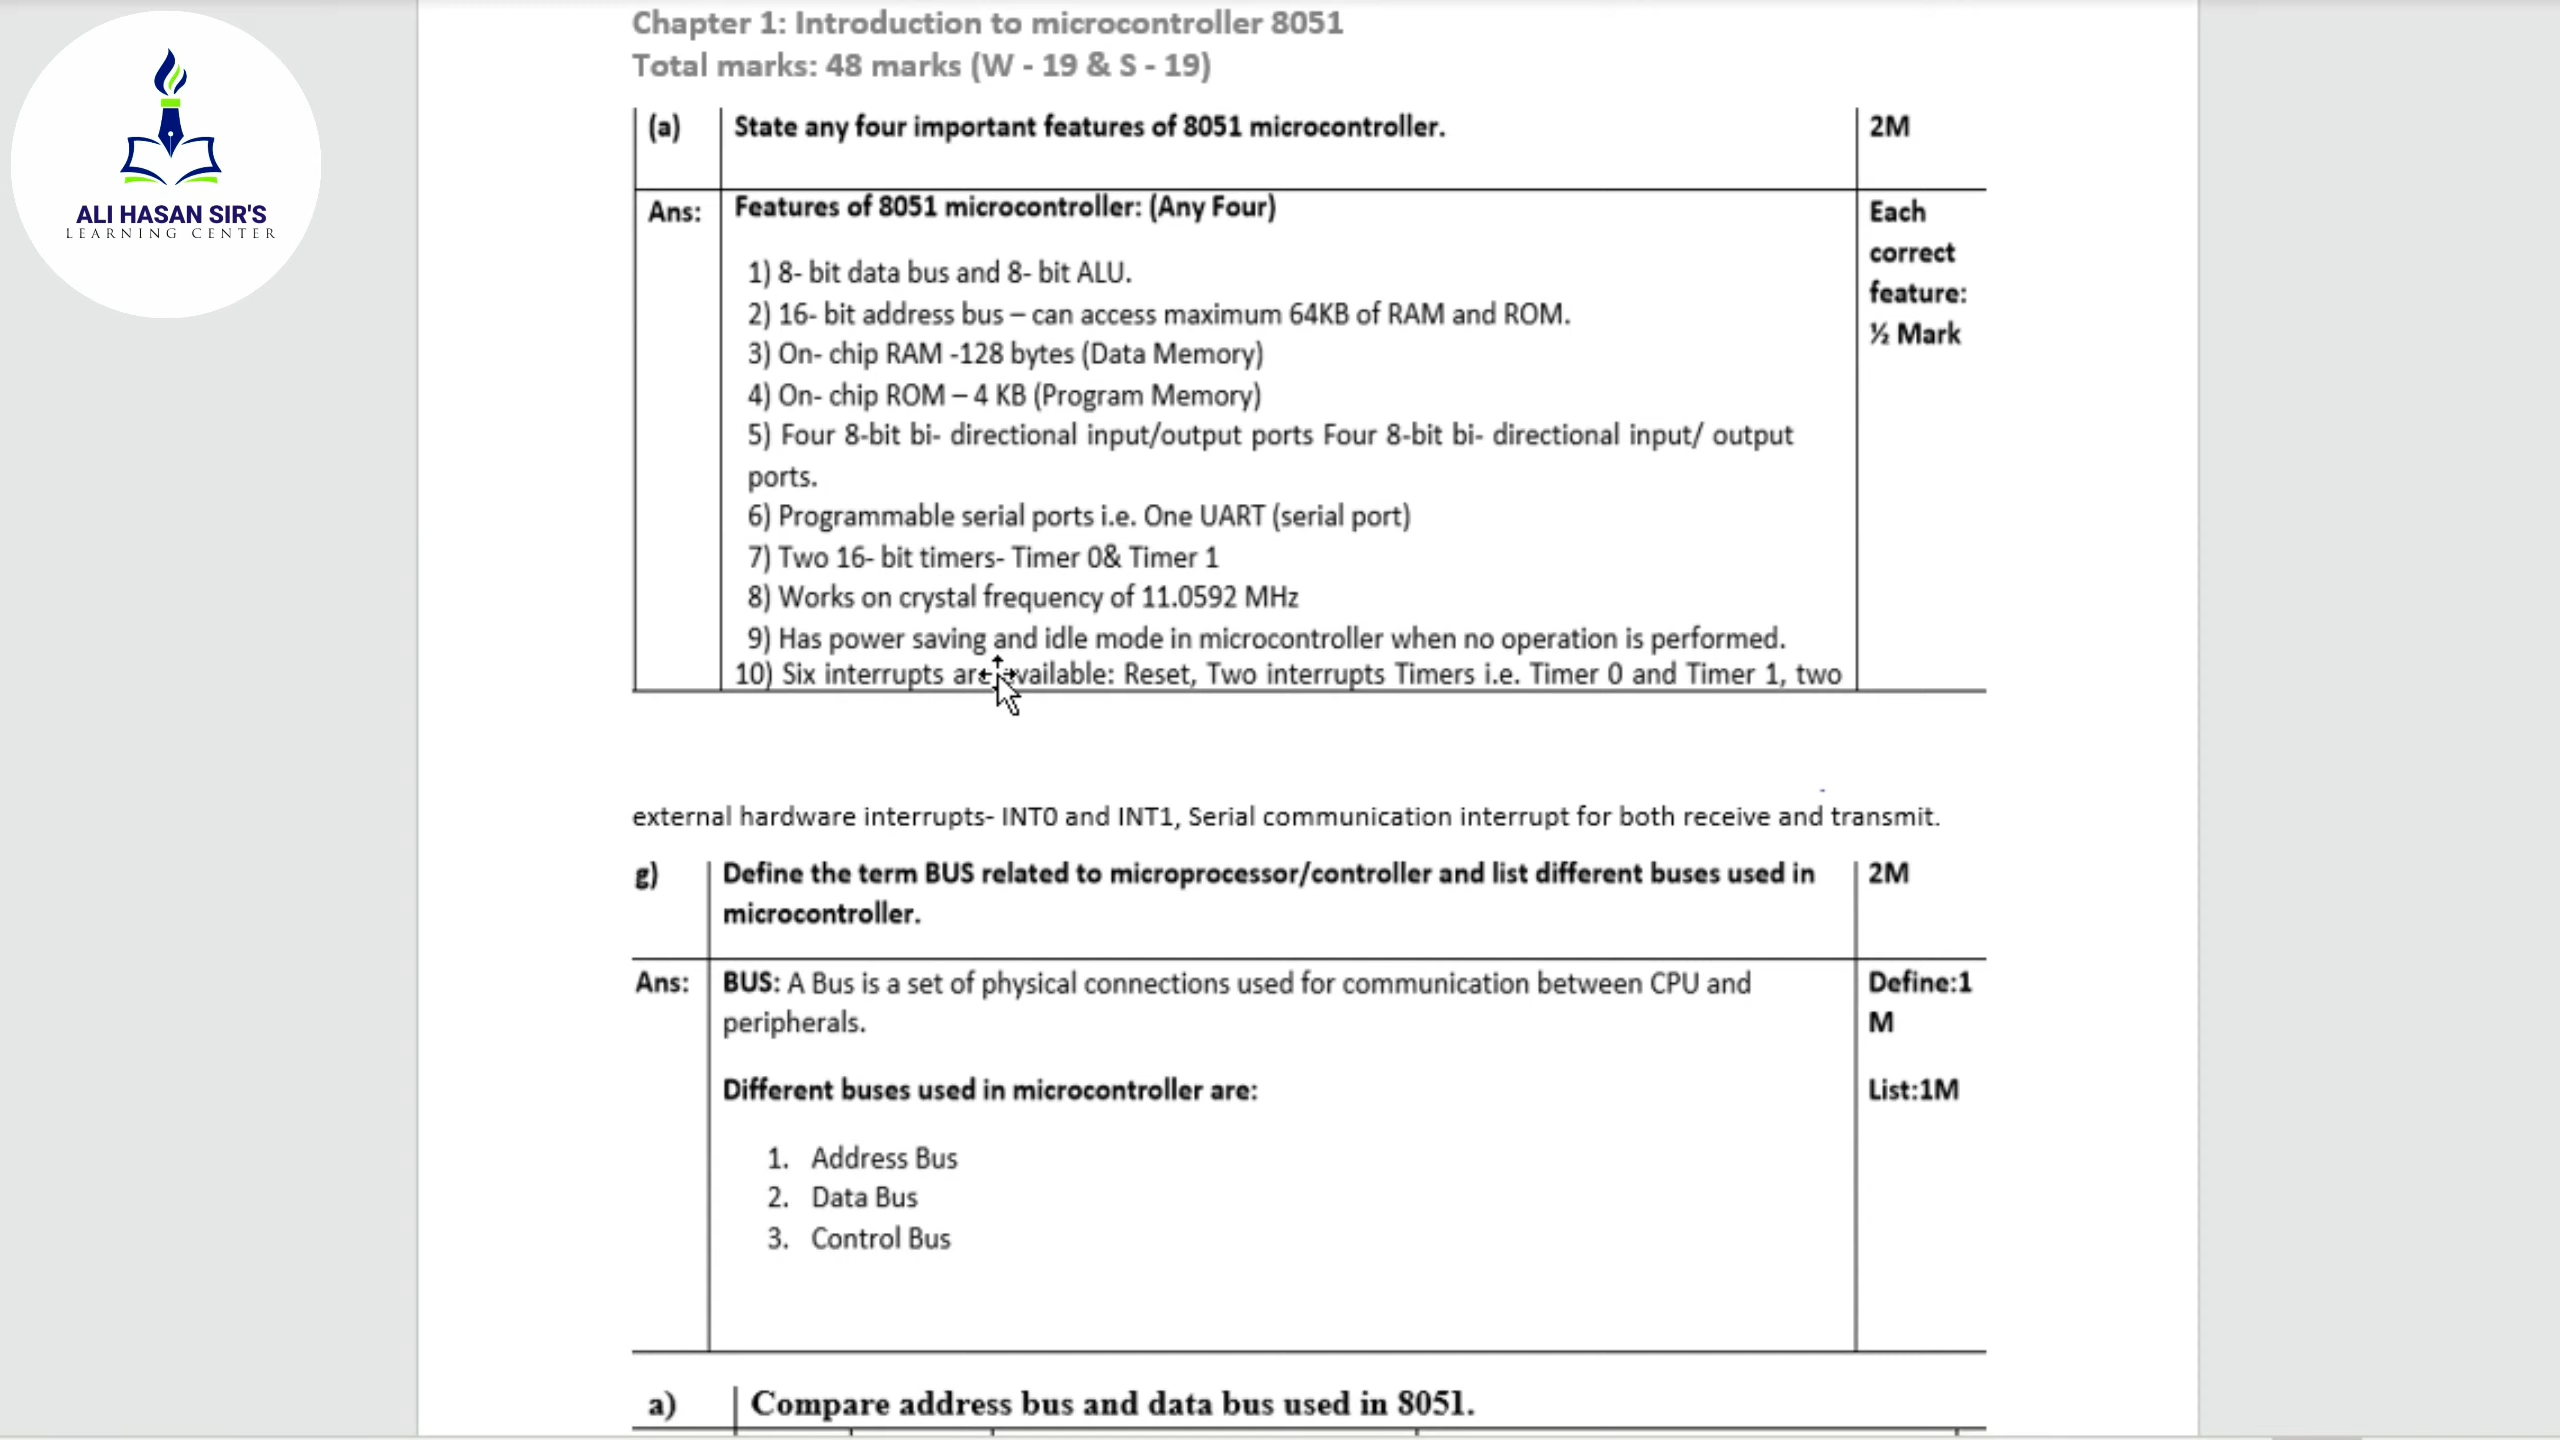 ALI HASAN SIR'S
LEARNING CENTER
Chapter 1: Introduction to microcontroller 8051
Total marks: 48 marks (W - 19 & S - 19)
(a) State any four important features of 8051 microcontroller. 2M
Ans: Features of 8051 microcontroller: (Any Four)
Each
correct
feature:
½ Mark
1) 8- bit data bus and 8- bit ALU.
2) 16- bit address bus – can access maximum 64KB of RAM and ROM.
3) On- chip RAM -128 bytes (Data Memory)
4) On- chip ROM – 4 KB (Program Memory)
5) Four 8-bit bi- directional input/output ports Four 8-bit bi- directional input/ output
ports.
6) Programmable serial ports i.e. One UART (serial port)
7) Two 16- bit timers- Timer 0& Timer 1
8) Works on crystal frequency of 11.0592 MHz
9) Has power saving and idle mode in microcontroller when no operation is performed.
10) Six interrupts are available: Reset, Two interrupts Timers i.e. Timer 0 and Timer 1, two
external hardware interrupts- INT0 and INT1, Serial communication interrupt for both receive and transmit.
g) Define the term BUS related to microprocessor/controller and list different buses used in 2M
microcontroller.
Ans: BUS: A Bus is a set of physical connections used for communication between CPU and Define:1
peripherals. M
Different buses used in microcontroller are: List:1M
1. Address Bus
2. Data Bus
3. Control Bus
a) Compare address bus and data bus used in 8051.